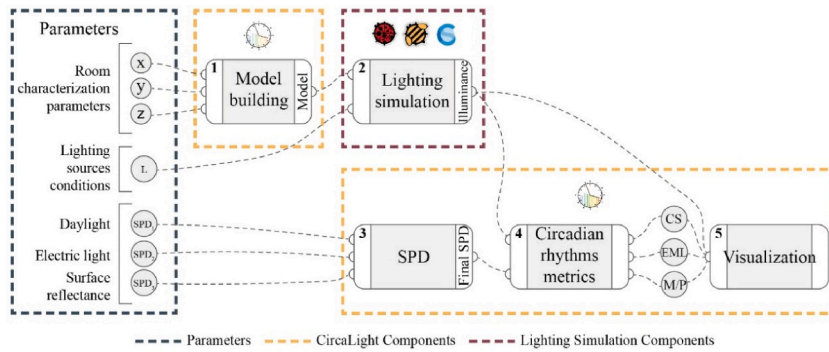 Parameters
Room
characterization
parameters
x
y
z
Lighting
sources
conditions
L
Daylight
SPD
Electric light
SPD
Surface
reflectance
SPD
1
Model
building
Model
2
Lighting
simulation
Illuminance
3
SPD
Final SPD
4
Circadian
rhythms
metrics
CS
EML
M/P
5
Visualization
Parameters
CircaLight Components
Lighting Simulation Components